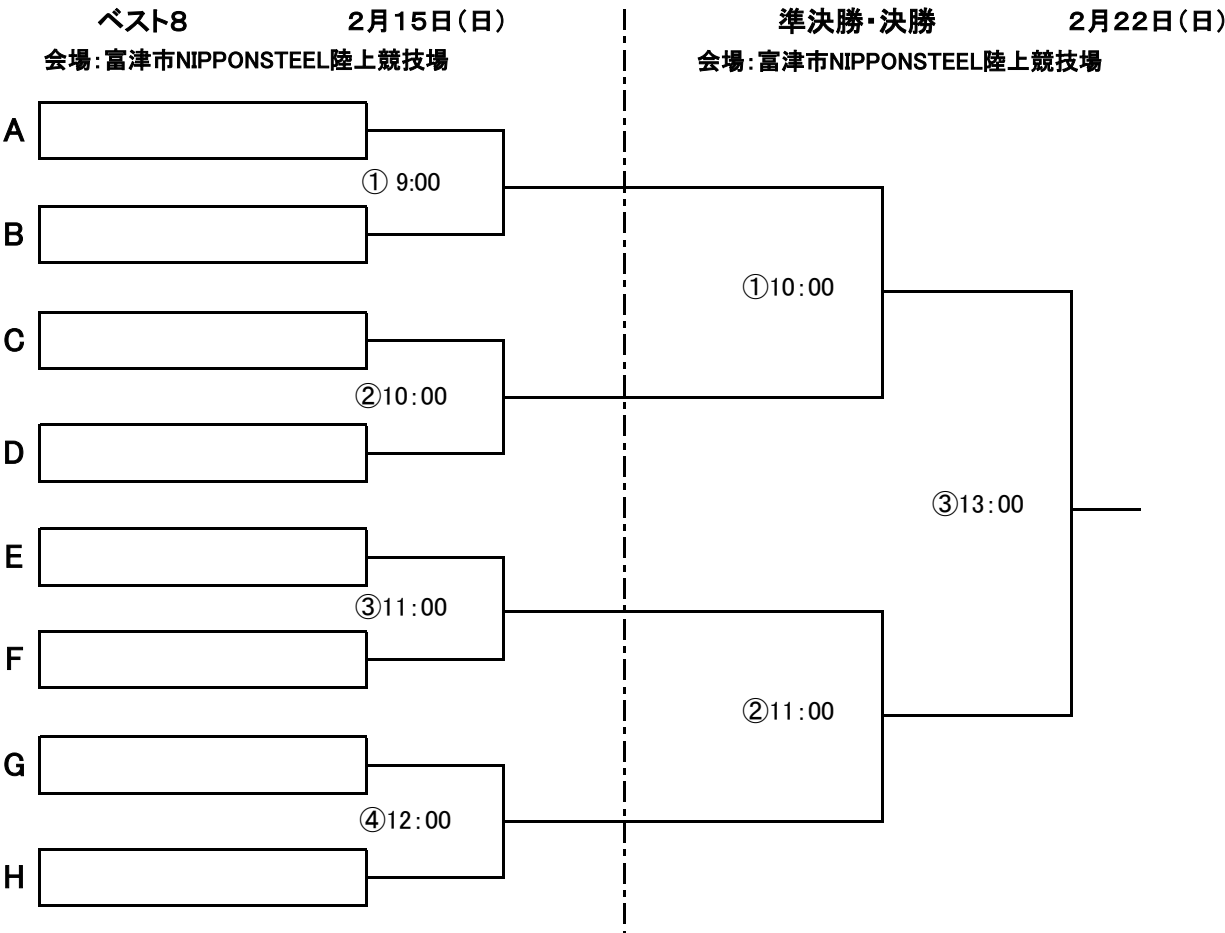 ベスト8 2月15日(日)
準決勝・決勝 2月22日(日)
会場:富津市NIPPONSTEEL陸上競技場
会場:富津市NIPPONSTEEL陸上競技場
A
① 9:00
B
①10:00
C
②10:00
D
③13:00
E
③11:00
F
②11:00
G
④12:00
H